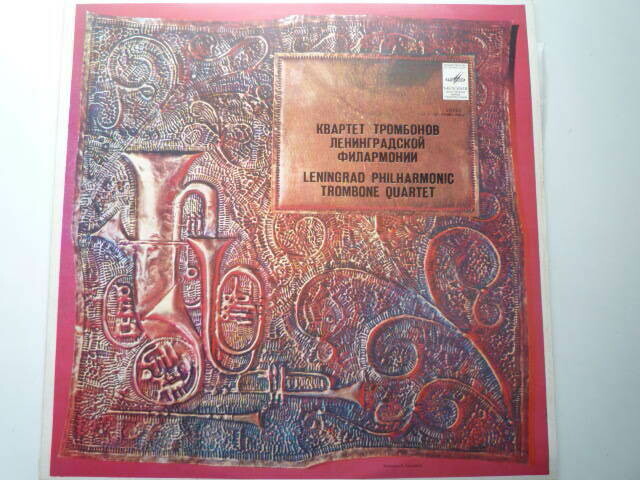 КВАРТЕТ ТРОМБОНОВ
ЛЕНИНГРАДСКОЙ
ФИЛАРМОНИИ
LENINGRAD PHILHARMONIC
TROMBONE QUARTET